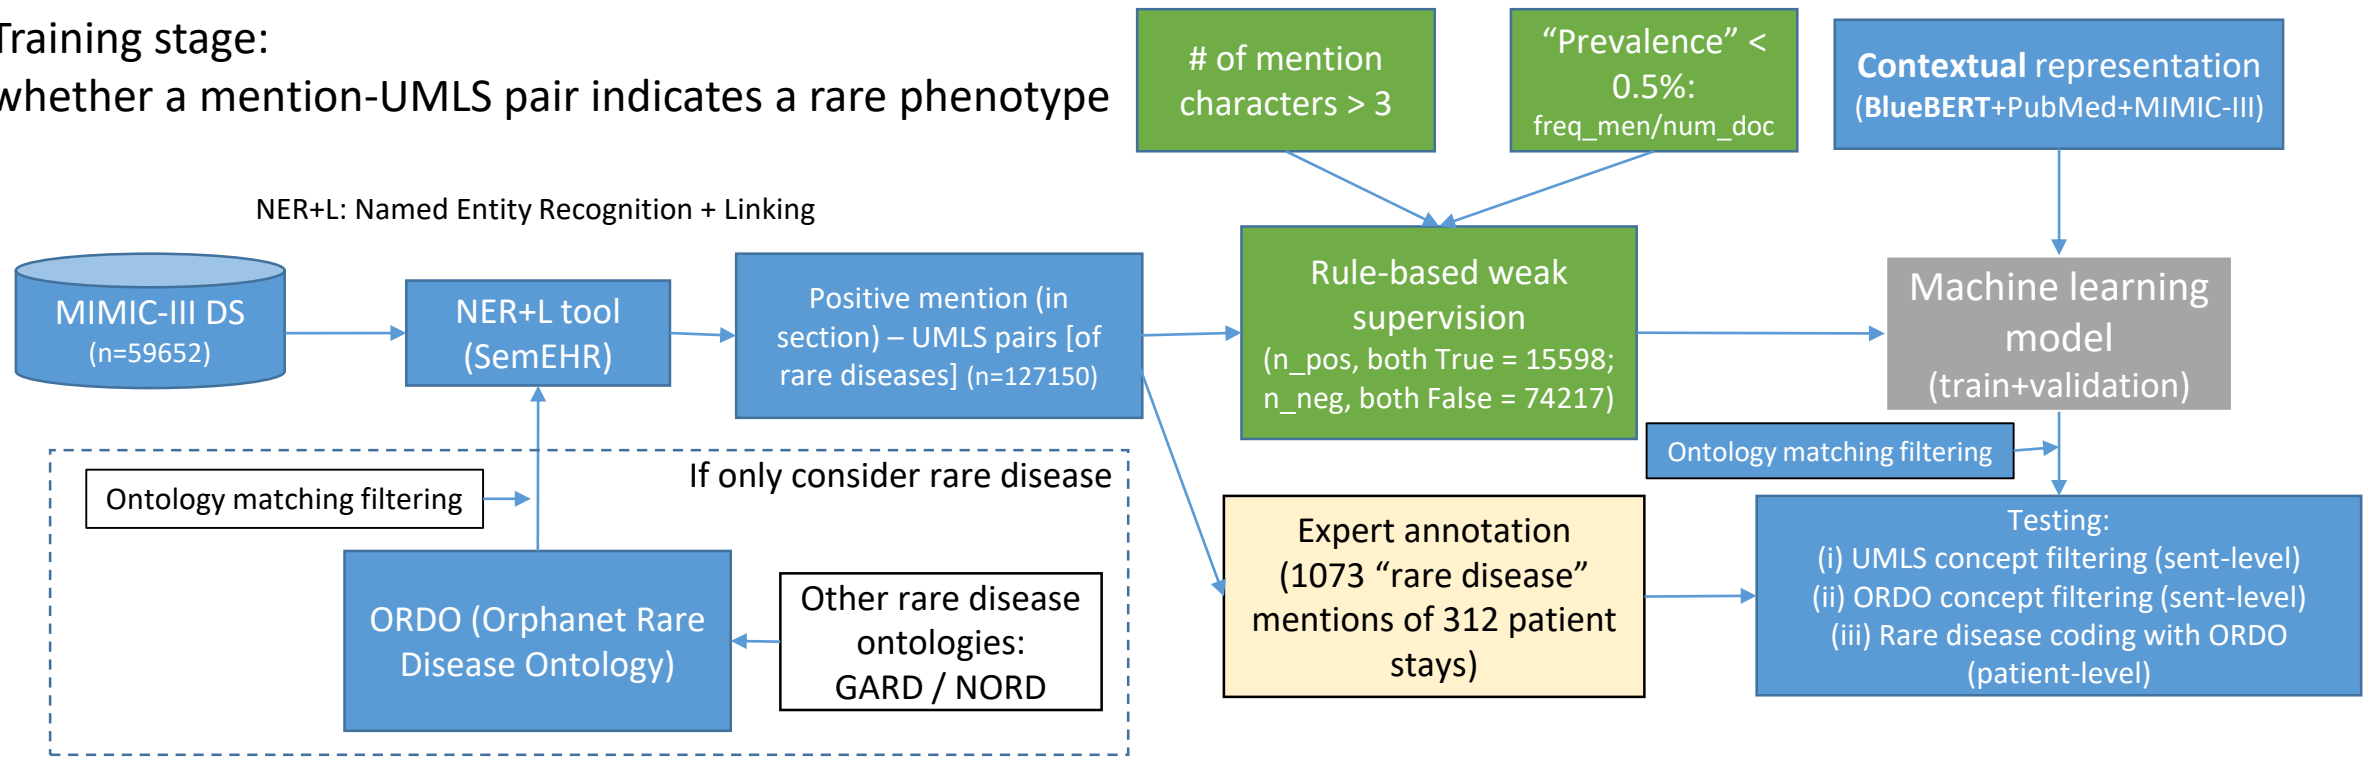 Training stage:
whether a mention-UMLS pair indicates a rare phenotype
# of mention
characters > 3
“Prevalence” <
0.5%:
freq_men/num_doc
Contextual representation
(BlueBERT+PubMed+MIMIC-III)
NER+L: Named Entity Recognition + Linking
MIMIC-III DS
(n=59652)
NER+L tool
(SemEHR)
Positive mention (in
section) – UMLS pairs [of
rare diseases] (n=127150)
Rule-based weak
supervision
(n_pos, both True = 15598;
n_neg, both False = 74217)
Machine learning
model
(train+validation)
Ontology matching filtering
If only consider rare disease
Ontology matching filtering
ORDO (Orphanet Rare
Disease Ontology)
Other rare disease
ontologies:
GARD / NORD
Expert annotation
(1073 “rare disease”
mentions of 312 patient
stays)
Testing:
(i) UMLS concept filtering (sent-level)
(ii) ORDO concept filtering (sent-level)
(iii) Rare disease coding with ORDO
(patient-level)